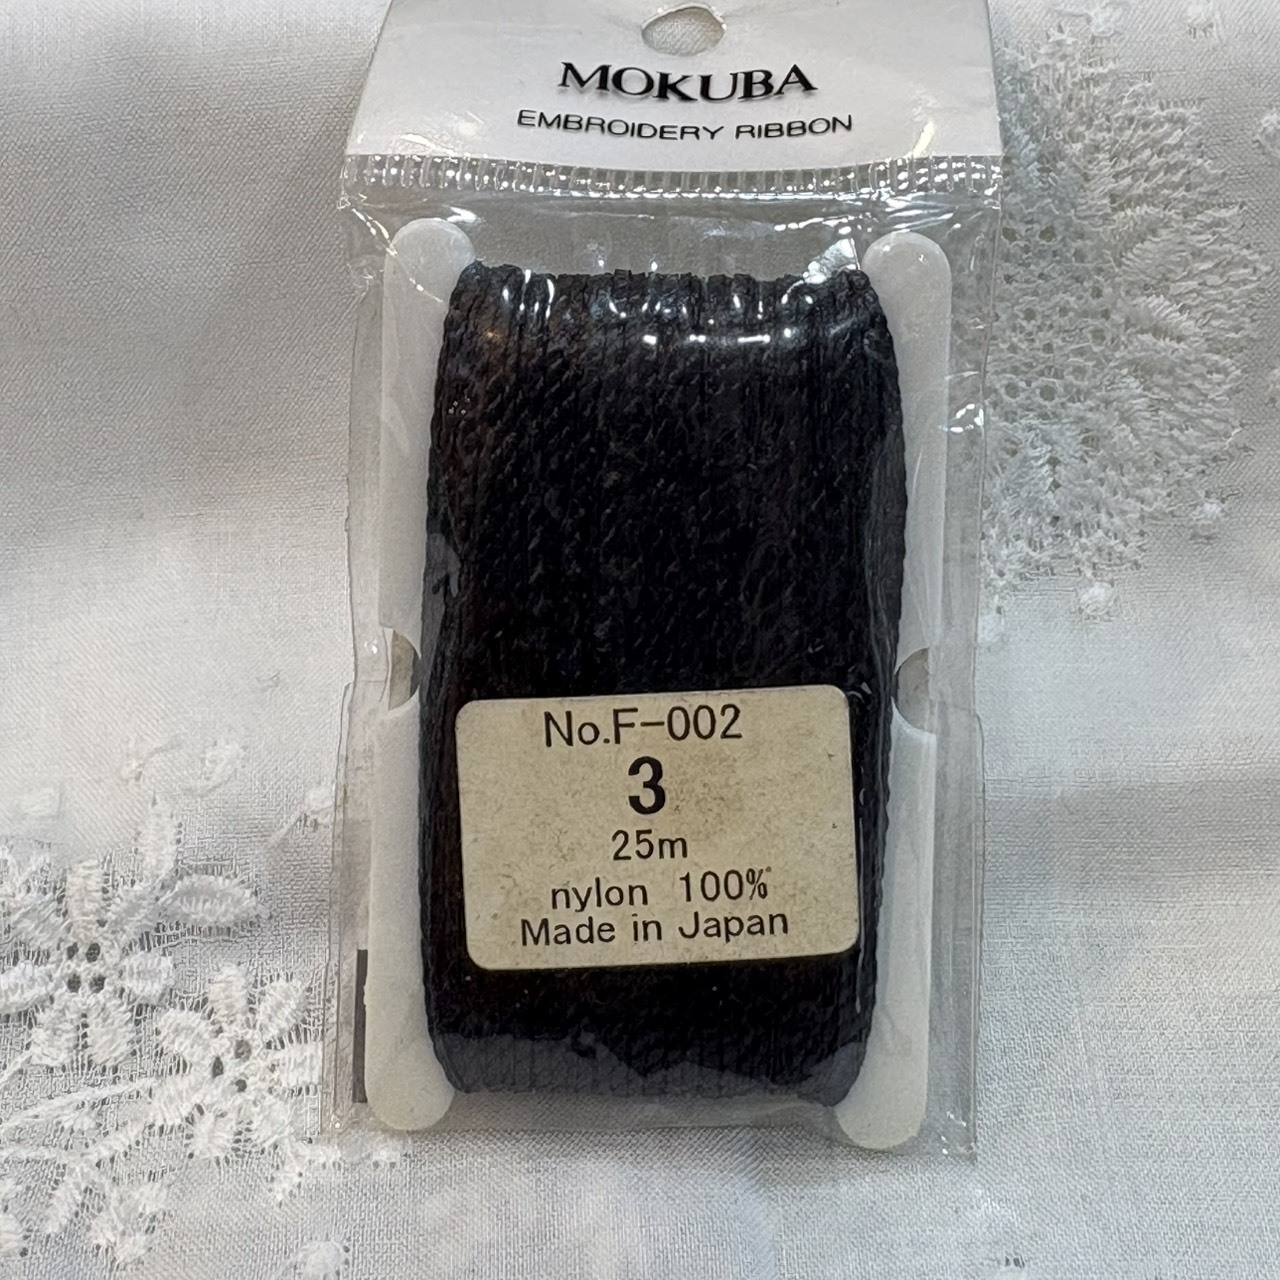 MOKUBA
EMBROIDERY RIBBON
No.F-002
3
25m
nylon 100%
Made in Japan